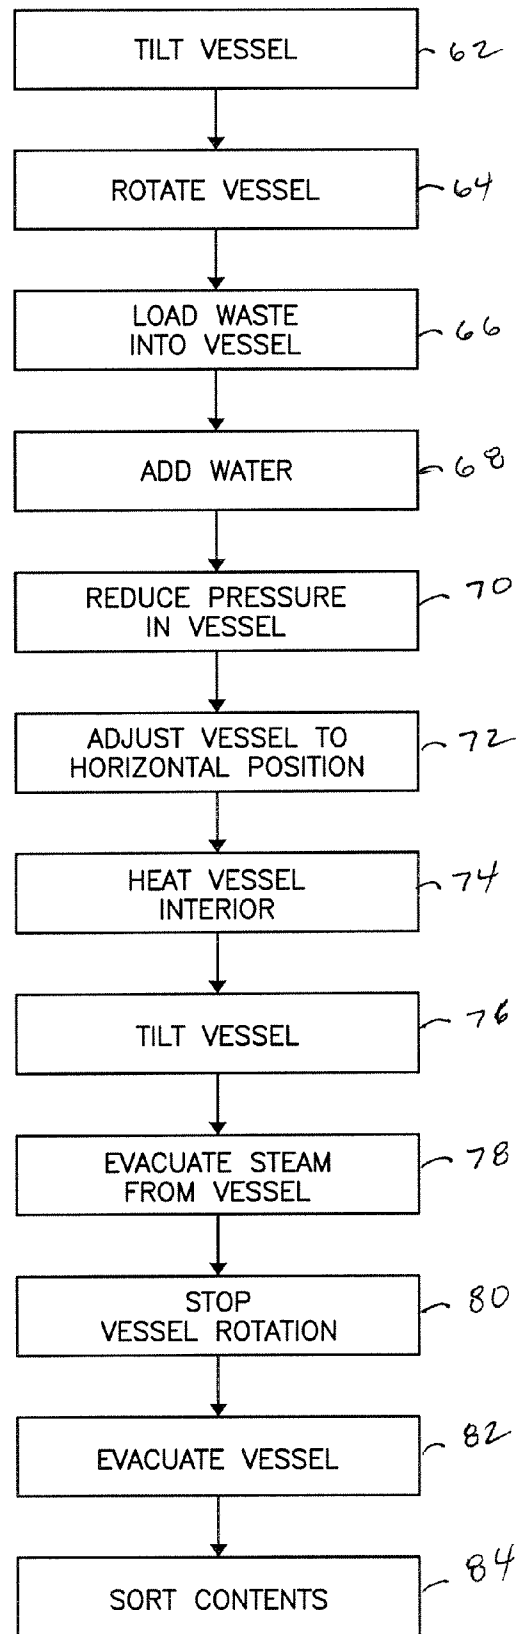 TILT VESSEL 62
ROTATE VESSEL 64
LOAD WASTE
INTO VESSEL 66
ADD WATER 68
REDUCE PRESSURE 70
IN VESSEL
ADJUST VESSEL TO 72
HORIZONTAL POSITION
HEAT VESSEL 74
INTERIOR
TILT VESSEL 76
EVACUATE STEAM 78
FROM VESSEL
STOP 80
VESSEL ROTATION
EVACUATE VESSEL 82
SORT CONTENTS 84